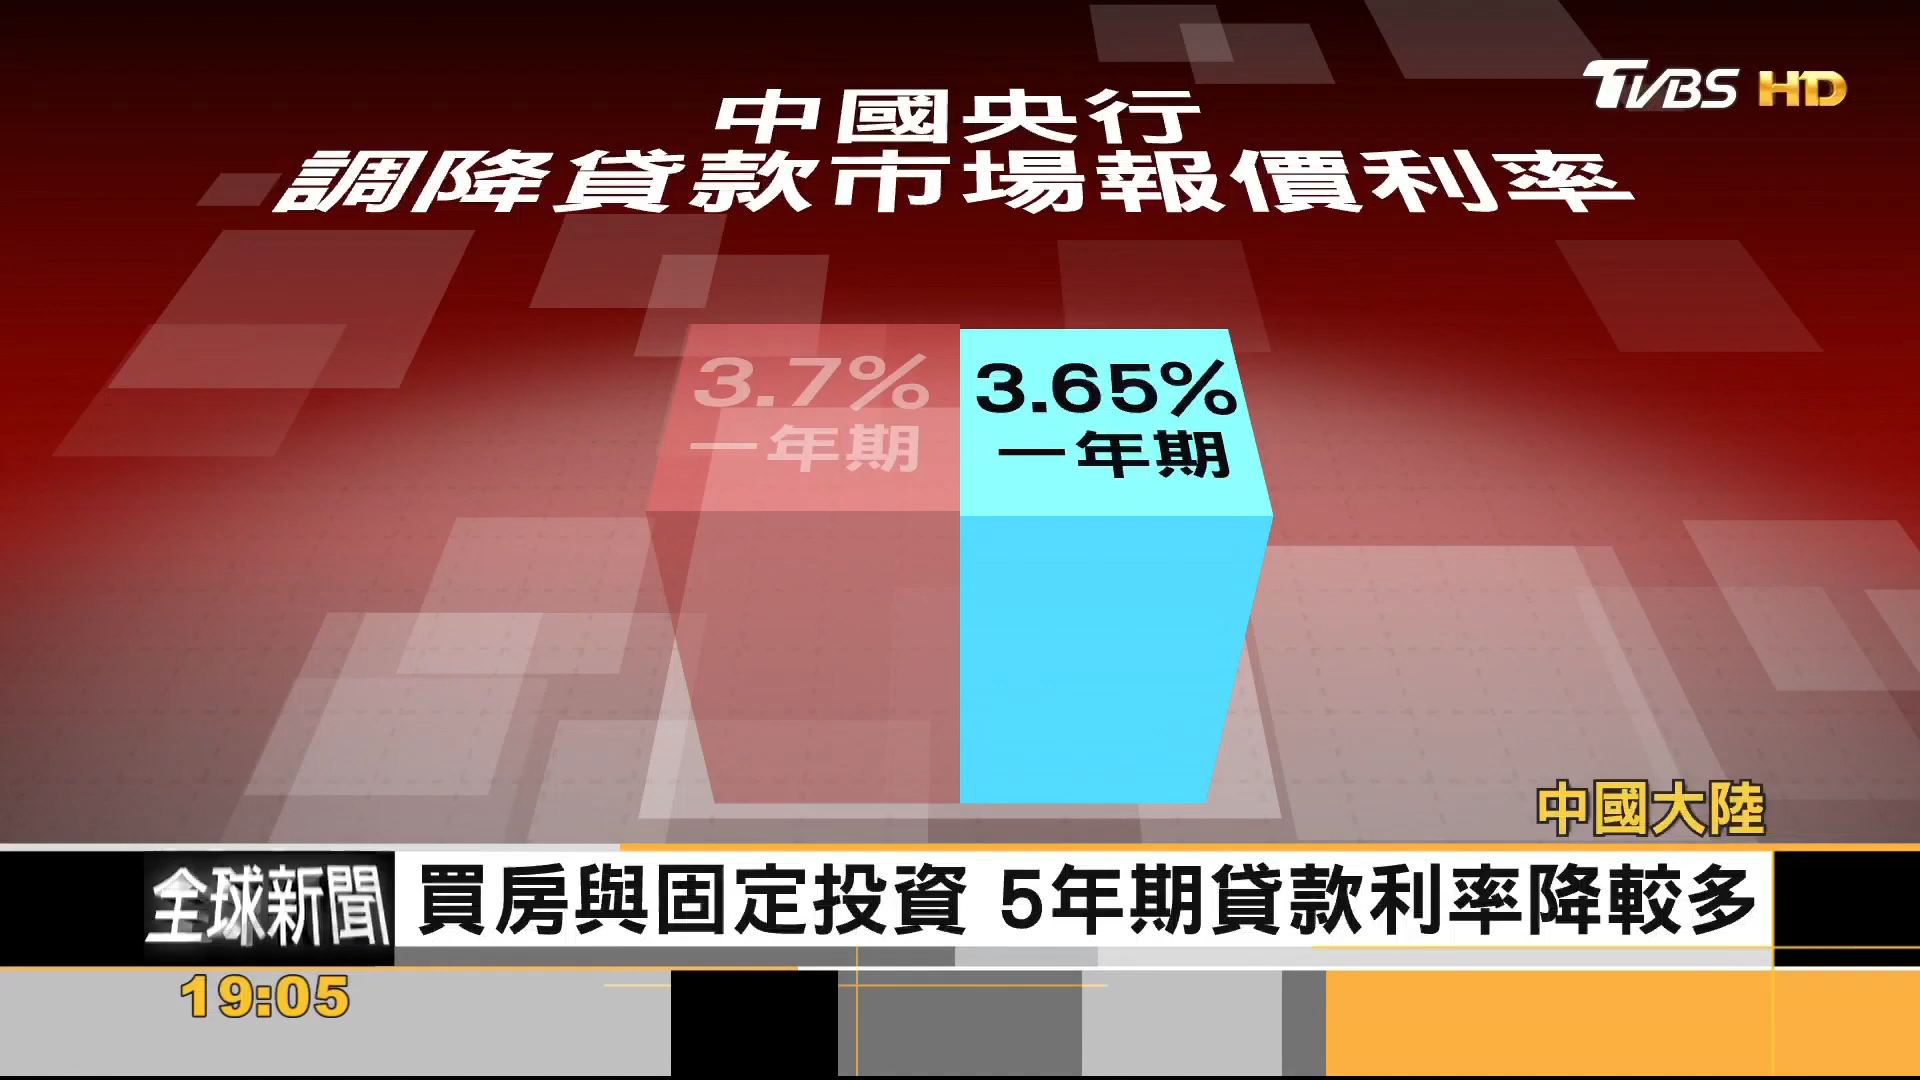 TVBS HD
中國央行
調降貸款市場報價利率
3.7%
一年期
3.65%
一年期
中國大陸
全球新聞
買房與固定投資 5年期貸款利率降較多
19:05